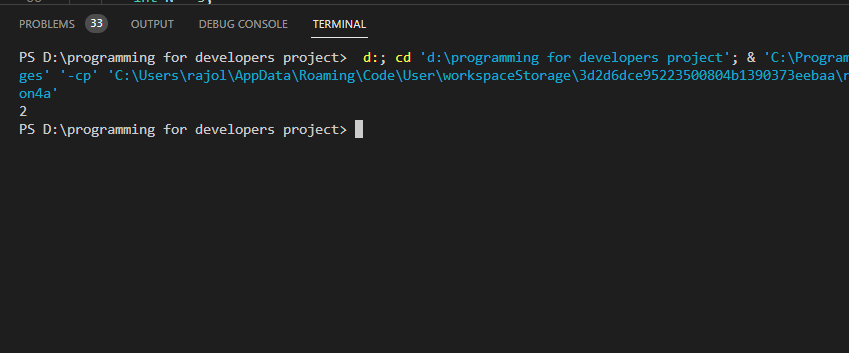 PROBLEMS 33 OUTPUT DEBUG CONSOLE TERMINAL
PS D:\programming for developers project>  d:; cd 'd:\programming for developers project'; & 'C:\Program
ges' '-cp' 'C:\Users\rajol\AppData\Roaming\Code\User\workspaceStorage\3d2d6dce95223500804b1390373eebaa\r
on4a'
2
PS D:\programming for developers project>